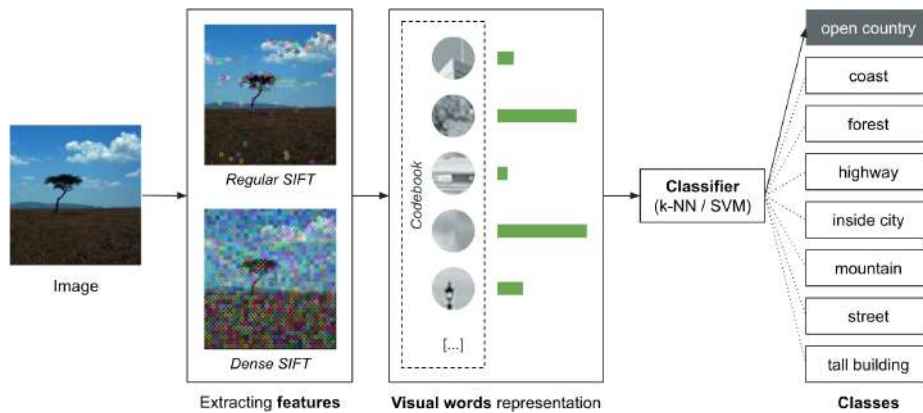 Image
Regular SIFT
Dense SIFT
Extracting features
Codebook
[...]
Visual words representation
Classifier
(k-NN / SVM)
open country
coast
forest
highway
inside city
mountain
street
tall building
Classes